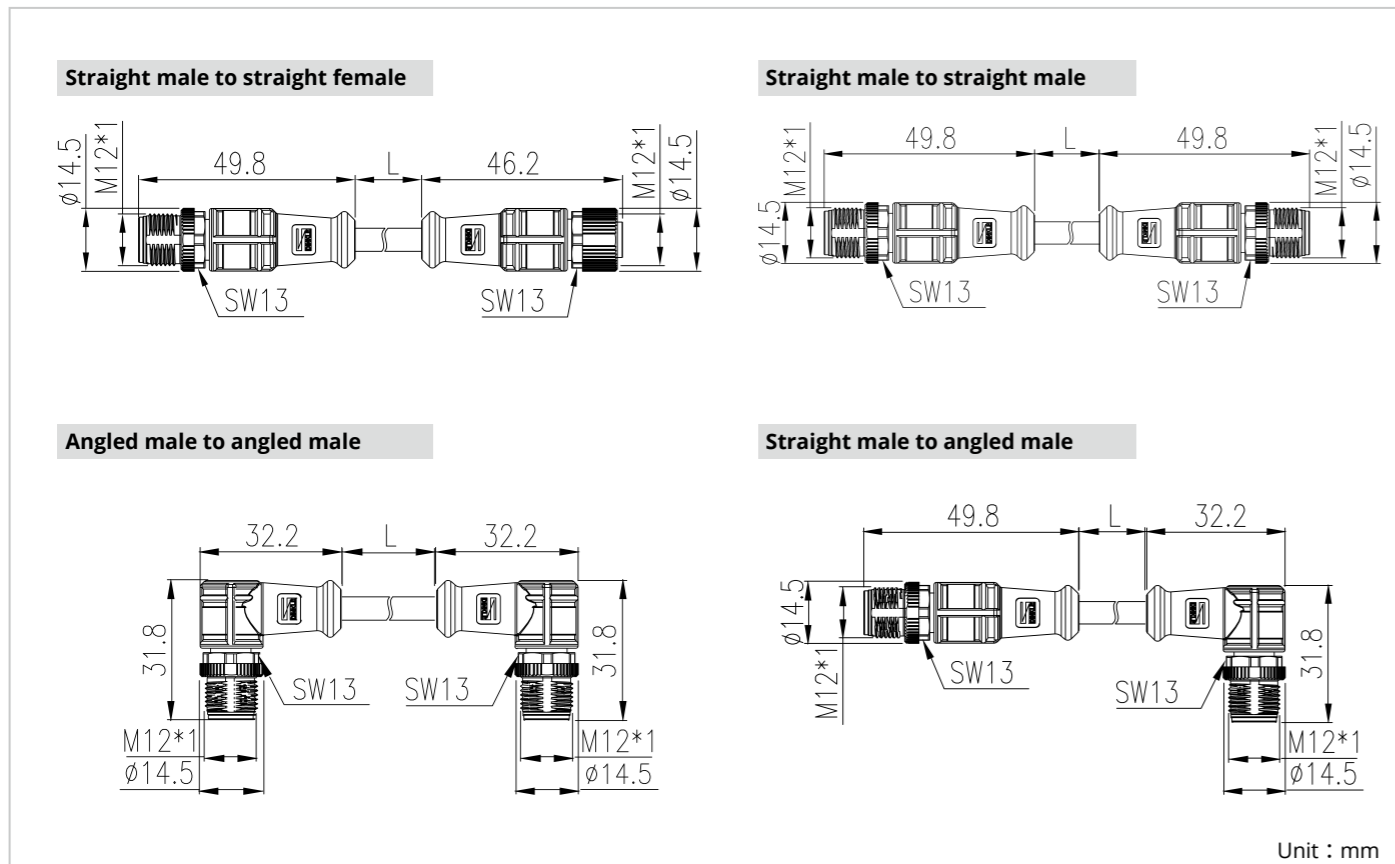 Straight male to straight female
ø14.5
M12*1
49.8
L
46.2
M12*1
ø14.5
SW13
SW13
Straight male to straight male
ø14.5
M12*1
49.8
L
49.8
M12*1
ø14.5
SW13
SW13
Angled male to angled male
32.2
L
32.2
31.8
31.8
SW13
SW13
M12*1
ø14.5
M12*1
ø14.5
Straight male to angled male
49.8
L
32.2
ø14.5
M12*1
SW13
SW13
31.8
M12*1
ø14.5
Unit：mm